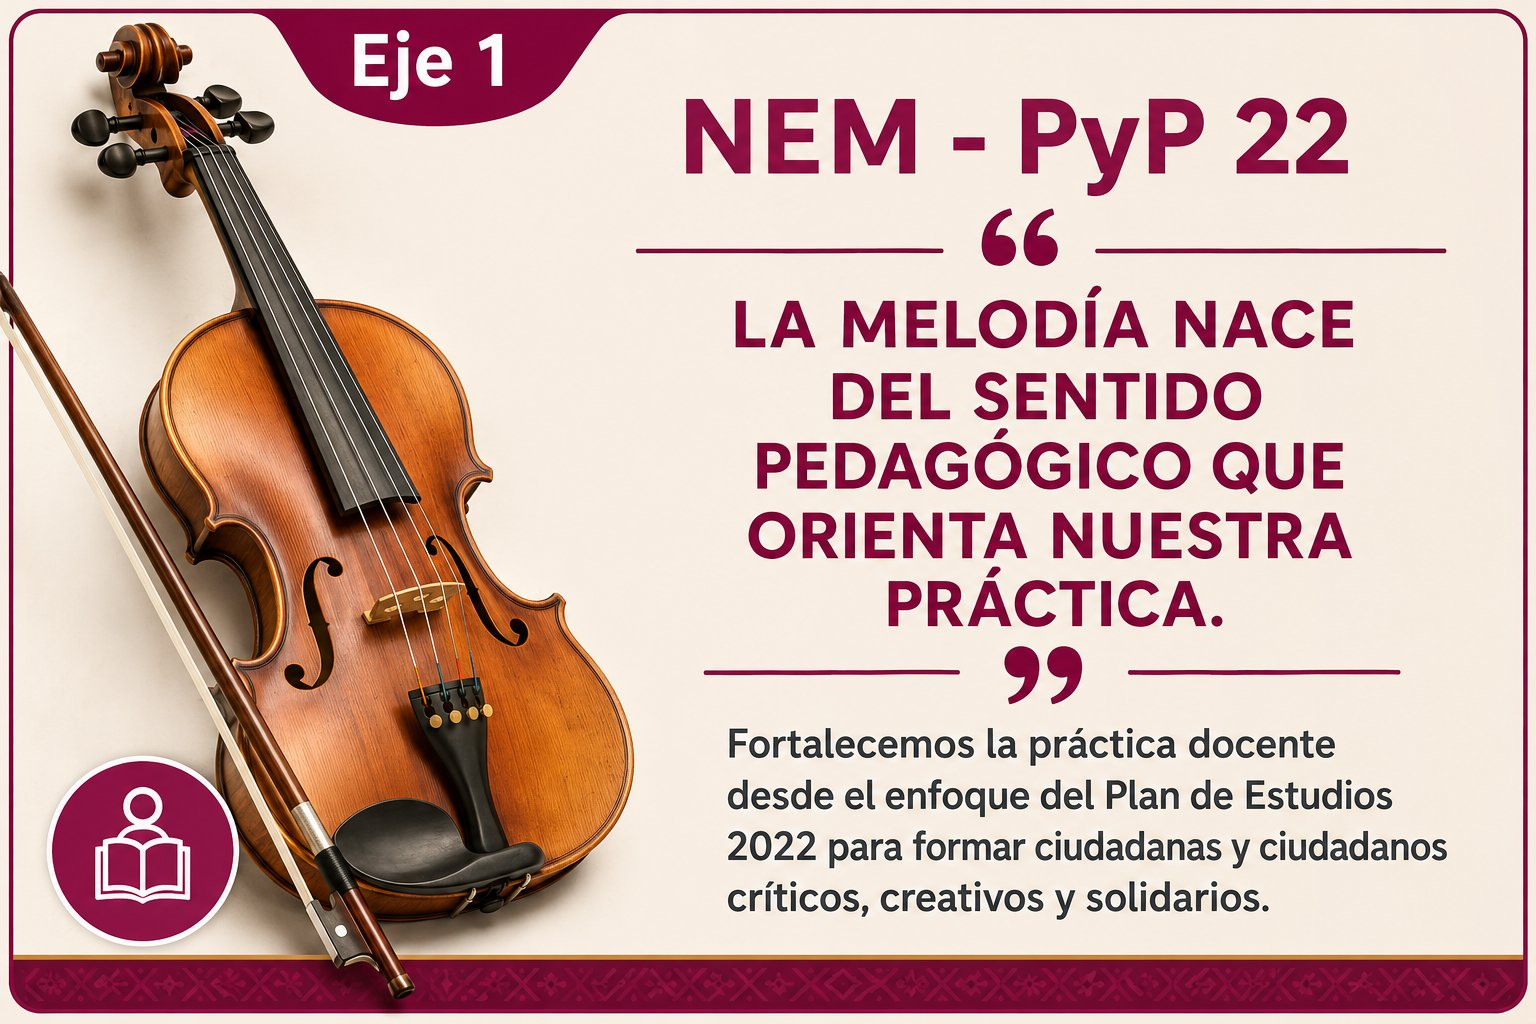 Eje 1
NEM - PyP 22
“
LA MELODÍA NACE
DEL SENTIDO
PEDAGÓGICO QUE
ORIENTA NUESTRA
PRÁCTICA.
”
Fortalecemos la práctica docente
desde el enfoque del Plan de Estudios
2022 para formar ciudadanas y ciudadanos
críticos, creativos y solidarios.